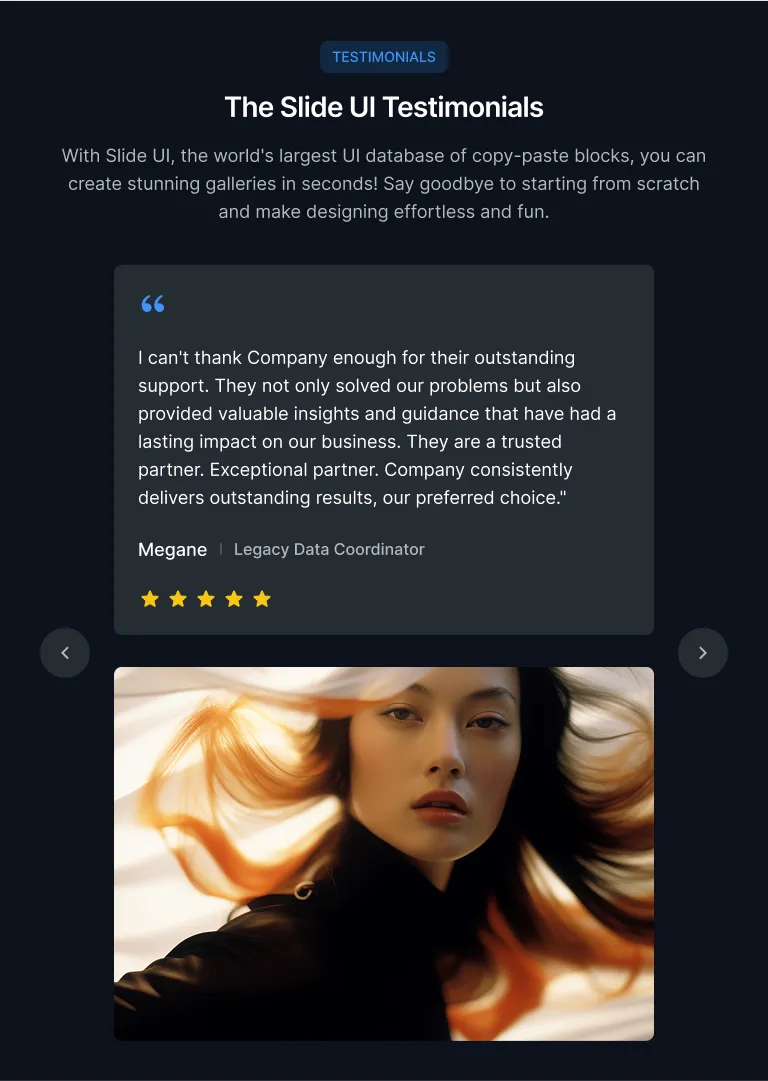 TESTIMONIALS
The Slide UI Testimonials
With Slide UI, the world's largest UI database of copy-paste blocks, you can
create stunning galleries in seconds! Say goodbye to starting from scratch
and make designing effortless and fun.
“
I can't thank Company enough for their outstanding
support. They not only solved our problems but also
provided valuable insights and guidance that have had a
lasting impact on our business. They are a trusted
partner. Exceptional partner. Company consistently
delivers outstanding results, our preferred choice."
Megane | Legacy Data Coordinator